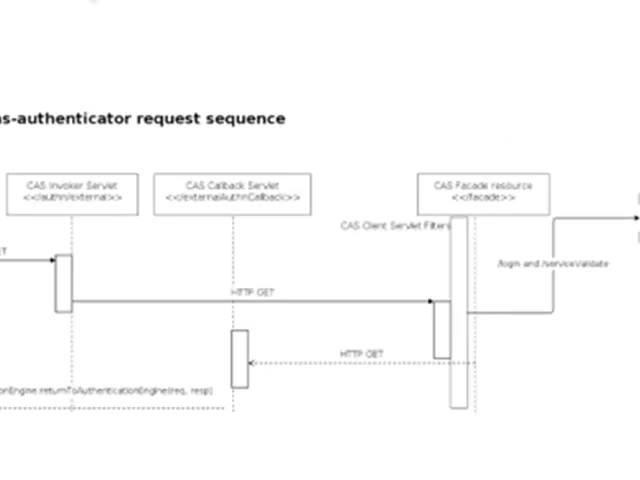 as-authenticator request sequence
CAS Invoker Servlet
<</authn/external>>
CAS Callback Servlet
<</externalAuthnCallback>>
CAS Facade resource
<</facade>>
CAS Client Servlet Filters
ET
/login and /serviceValidate
HTTP GET
HTTP GET
onEngine.returnToAuthenticationEngine(req, resp)